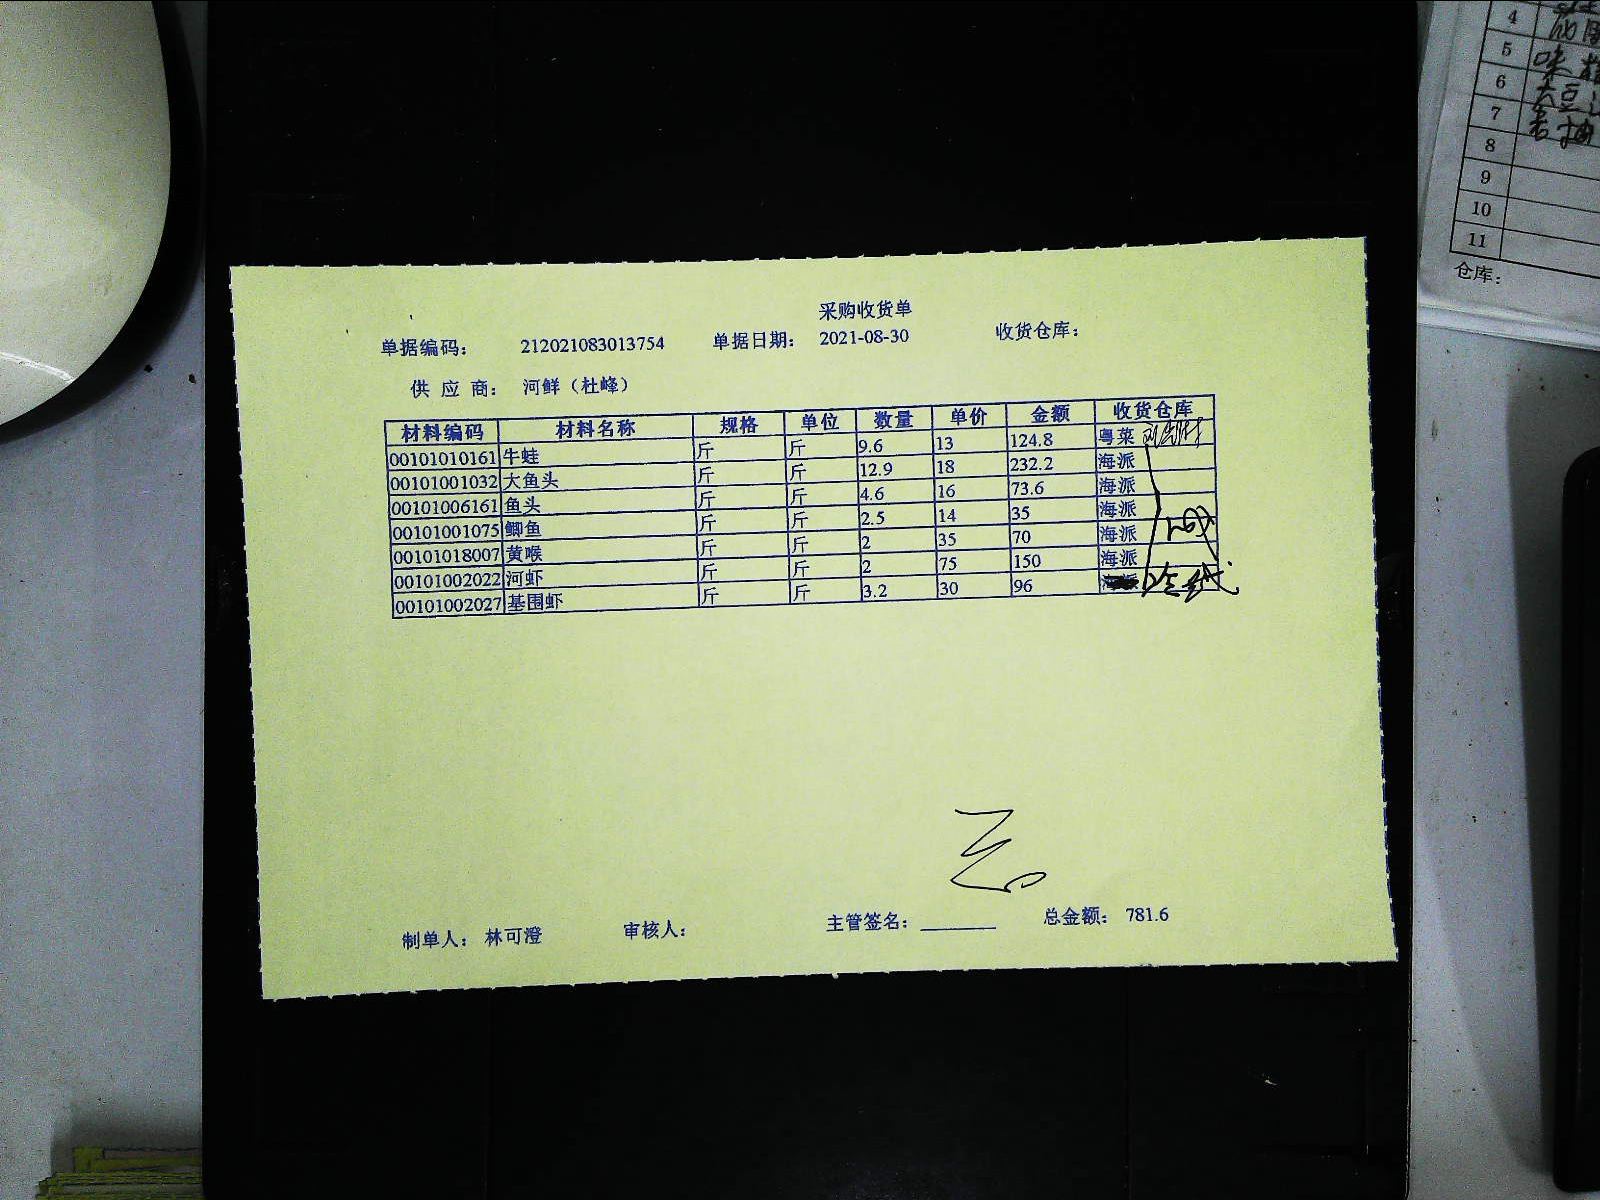 采购收货单
单据编码： 212021083013754 单据日期： 2021-08-30 收货仓库：
供 应 商： 河鲜（杜峰）
材料编码 材料名称 规格 单位 数量 单价 金额 收货仓库
00101010161 牛蛙 斤 斤 9.6 13 124.8 粤菜
00101001032 大鱼头 斤 斤 12.9 18 232.2 海派
00101006161 鱼头 斤 斤 4.6 16 73.6 海派
00101001075 鲫鱼 斤 斤 2.5 14 35 海派
00101018007 黄喉 斤 斤 2 35 70 海派
00101002022 河虾 斤 斤 2 75 150 海派
00101002027 基围虾 斤 斤 3.2 30 96
制单人： 林可澄 审核人： 主管签名： 总金额： 781.6
4
5 味
6 大豆
7
8
9
10
11
仓库：